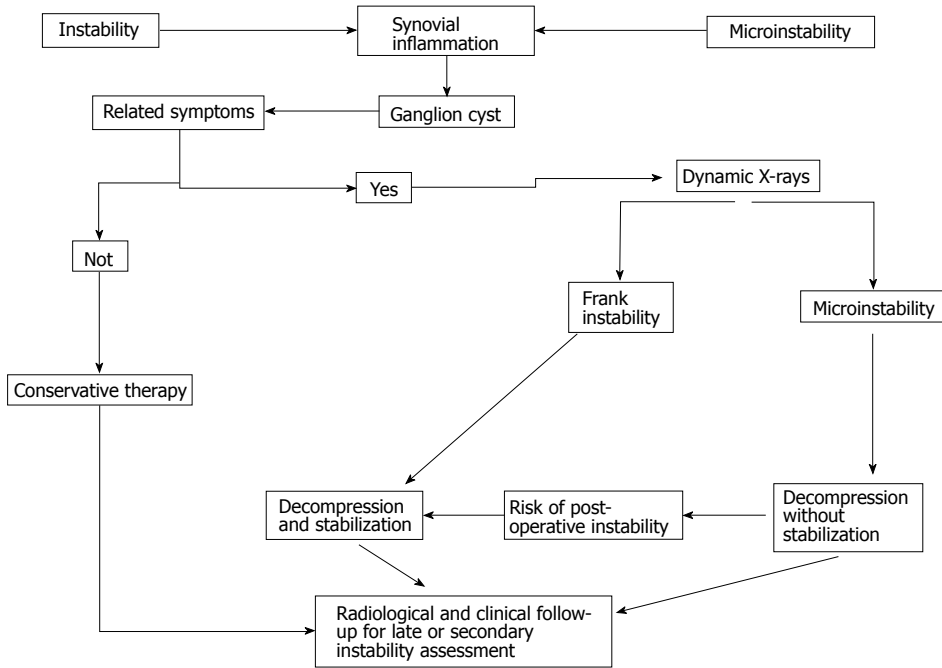 Instability
Synovial
inflammation
Microinstability
Related symptoms
Ganglion cyst
Yes
Dynamic X-rays
Not
Frank
instability
Microinstability
Conservative therapy
Decompression
and stabilization
Risk of post-
operative instability
Decompression
without
stabilization
Radiological and clinical follow-
up for late or secondary
instability assessment